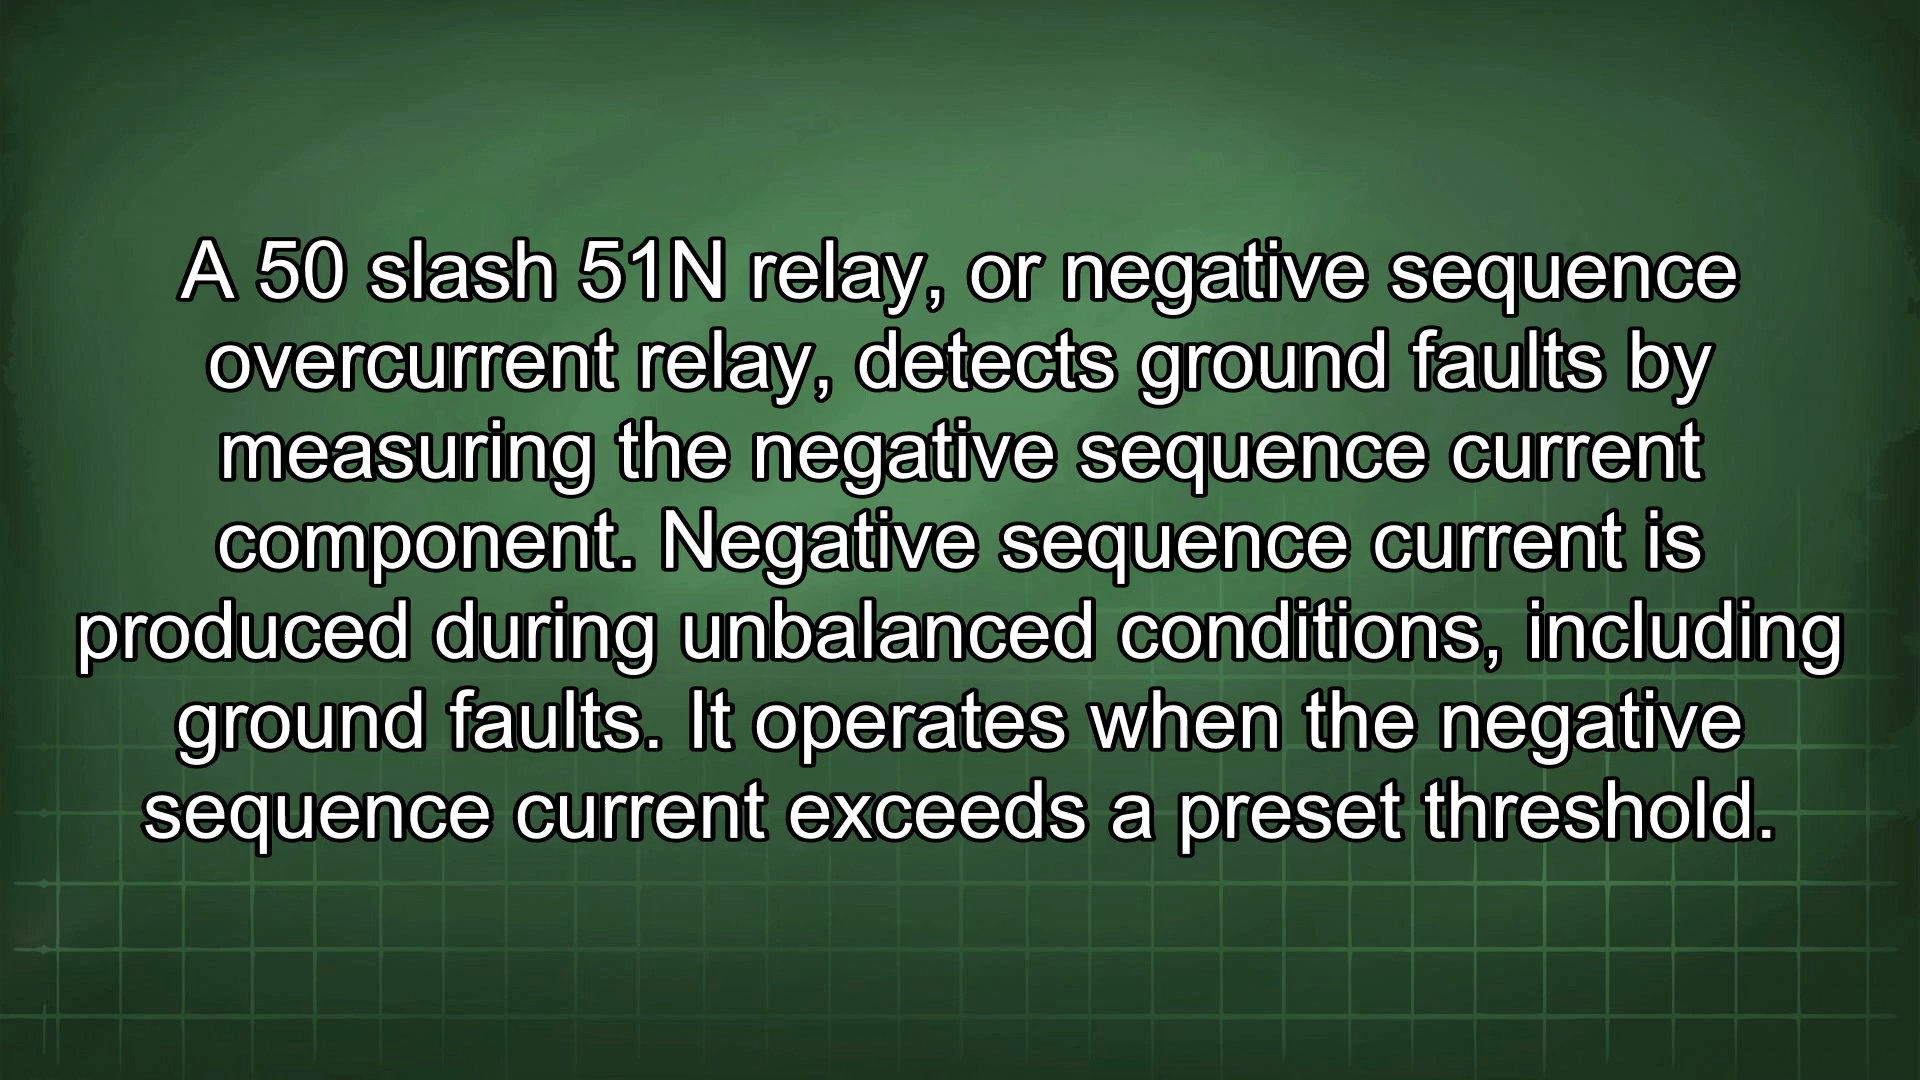 A 50 slash 51N relay, or negative sequence
overcurrent relay, detects ground faults by
measuring the negative sequence current
component. Negative sequence current is
produced during unbalanced conditions, including
ground faults. It operates when the negative
sequence current exceeds a preset threshold.